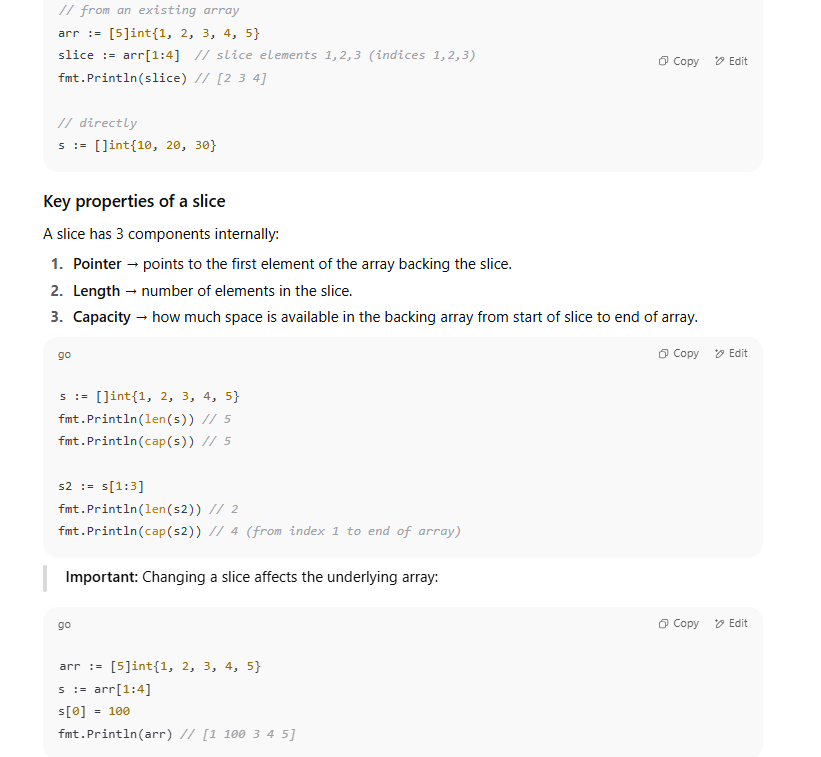 // from an existing array
arr := [5]int{1, 2, 3, 4, 5}
slice := arr[1:4]  // slice elements 1,2,3 (indices 1,2,3)
Copy Edit
fmt.Println(slice) // [2 3 4]
// directly
s := []int{10, 20, 30}
Key properties of a slice
A slice has 3 components internally:
1. Pointer → points to the first element of the array backing the slice.
2. Length → number of elements in the slice.
3. Capacity → how much space is available in the backing array from start of slice to end of array.
go Copy Edit
s := []int{1, 2, 3, 4, 5}
fmt.Println(len(s)) // 5
fmt.Println(cap(s)) // 5
s2 := s[1:3]
fmt.Println(len(s2)) // 2
fmt.Println(cap(s2)) // 4 (from index 1 to end of array)
Important: Changing a slice affects the underlying array:
go Copy Edit
arr := [5]int{1, 2, 3, 4, 5}
s := arr[1:4]
s[0] = 100
fmt.Println(arr) // [1 100 3 4 5]